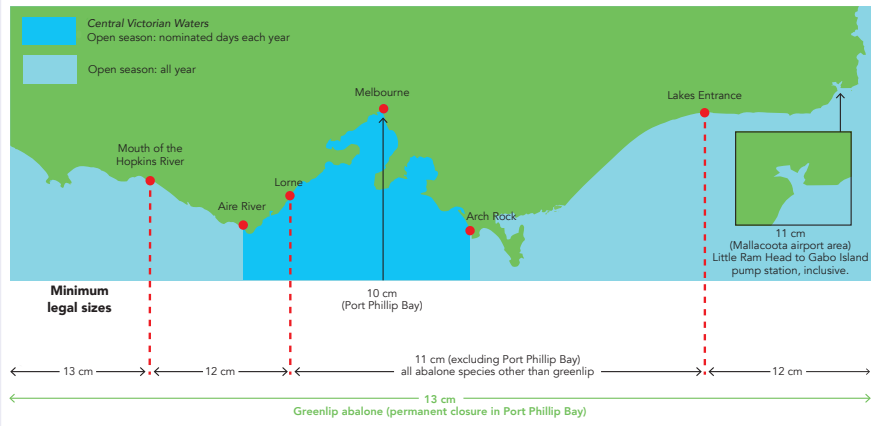 Central Victorian Waters
Open season: nominated days each year
Open season: all year
Melbourne
Lakes Entrance
Mouth of the
Hopkins River
Lorne
Aire River
Arch Rock
11 cm
(Mallacoota airport area)
Little Ram Head to Gabo Island
pump station, inclusive.
Minimum
legal sizes
10 cm
(Port Phillip Bay)
13 cm
12 cm
11 cm (excluding Port Phillip Bay)
all abalone species other than greenlip
12 cm
13 cm
Greenlip abalone (permanent closure in Port Phillip Bay)